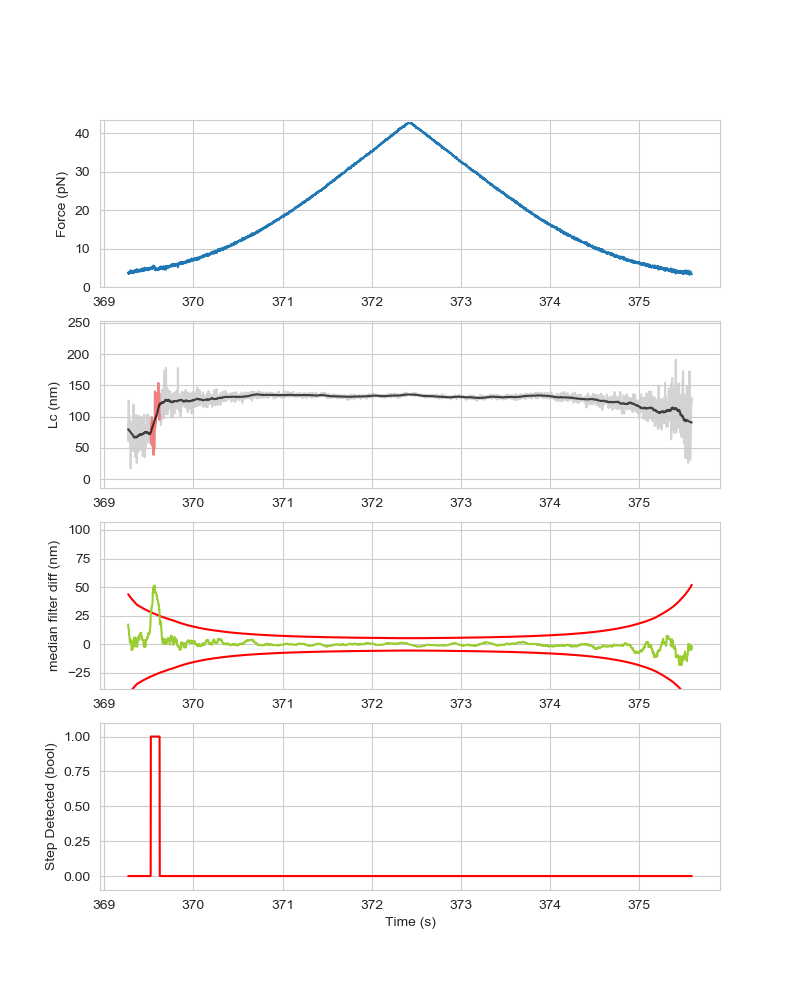 Force (pN)
40
30
20
10
0
369 370 371 372 373 374 375
Lc (nm)
250
200
150
100
50
0
369 370 371 372 373 374 375
median filter diff (nm)
100
75
50
25
0
−25
369 370 371 372 373 374 375
Step Detected (bool)
1.00
0.75
0.50
0.25
0.00
369 370 371 372 373 374 375
Time (s)